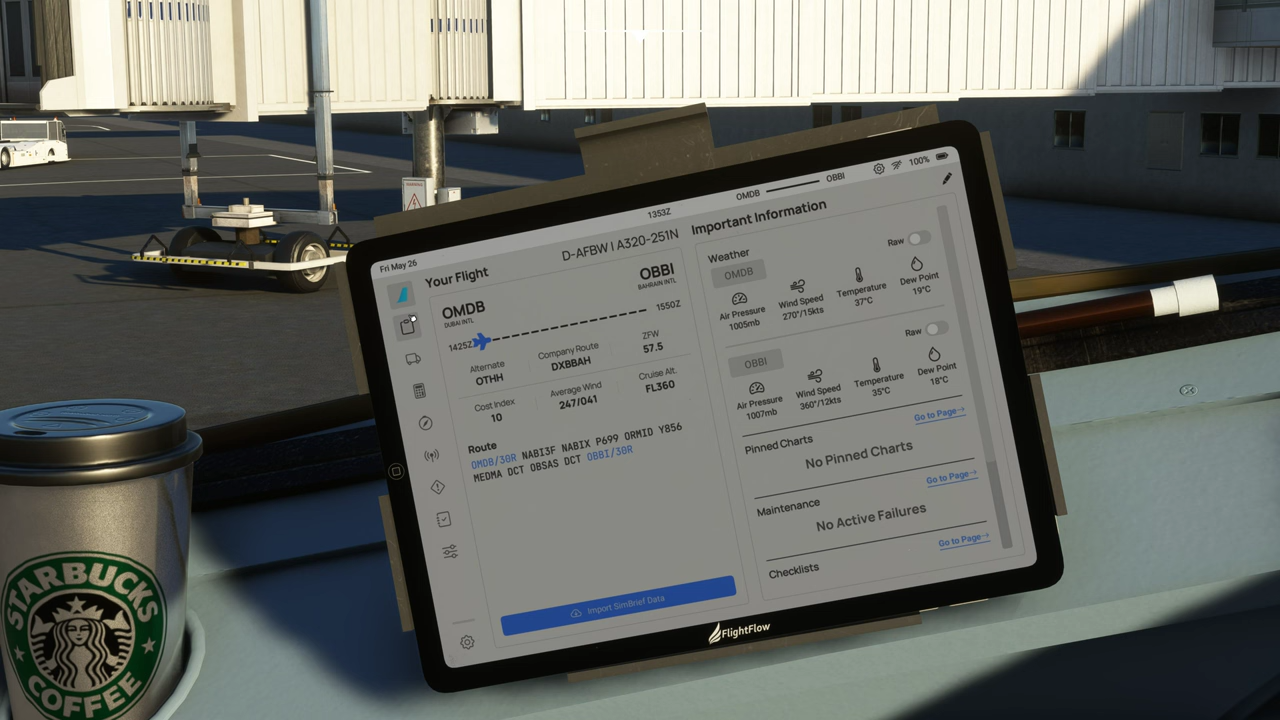 Fri May 26
1353Z
OMDB
OBBI
100%
Your Flight
D-AFBW | A320-251N
OMDB
DUBAI INTL
OBBI
BAHRAIN INTL
1425Z
1550Z
Alternate
OTHH
Company Route
DXBBAH
ZFW
57.5
Cost Index
10
Average Wind
247/041
Cruise Alt.
FL360
Route
OMDB/30R NABI3F NABIX P699 ORMID Y856
MEDMA DCT OBSAS DCT OBBI/30R
Import SimBrief Data
Important Information
Weather
Raw
OMDB
Air Pressure
1005mb
Wind Speed
270°/15kts
Temperature
37°C
Dew Point
19°C
Raw
OBBI
Air Pressure
1007mb
Wind Speed
360°/12kts
Temperature
35°C
Dew Point
18°C
Go to Page→
Pinned Charts
No Pinned Charts
Go to Page→
Maintenance
No Active Failures
Go to Page→
Checklists
FlightFlow
STARBUCKS
COFFEE